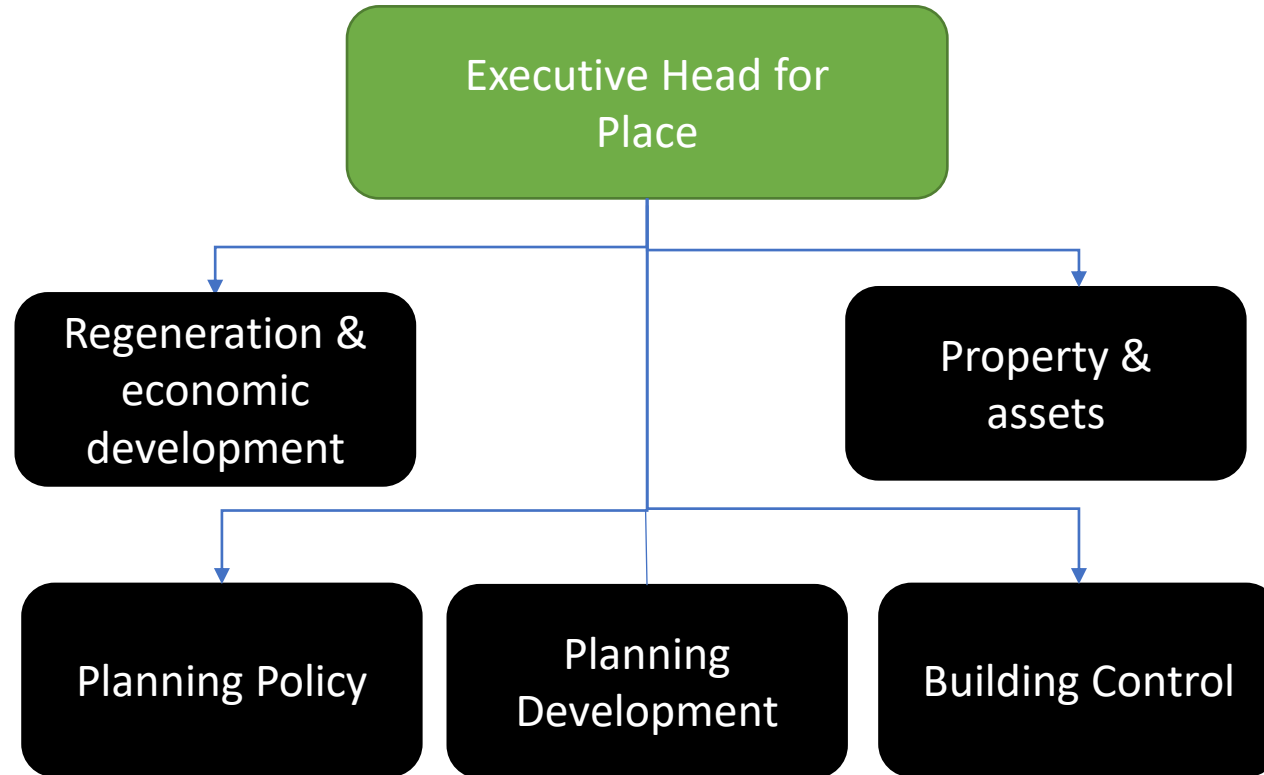 Executive Head for
Place
Regeneration &
economic
development
Property &
assets
Planning Policy
Planning
Development
Building Control